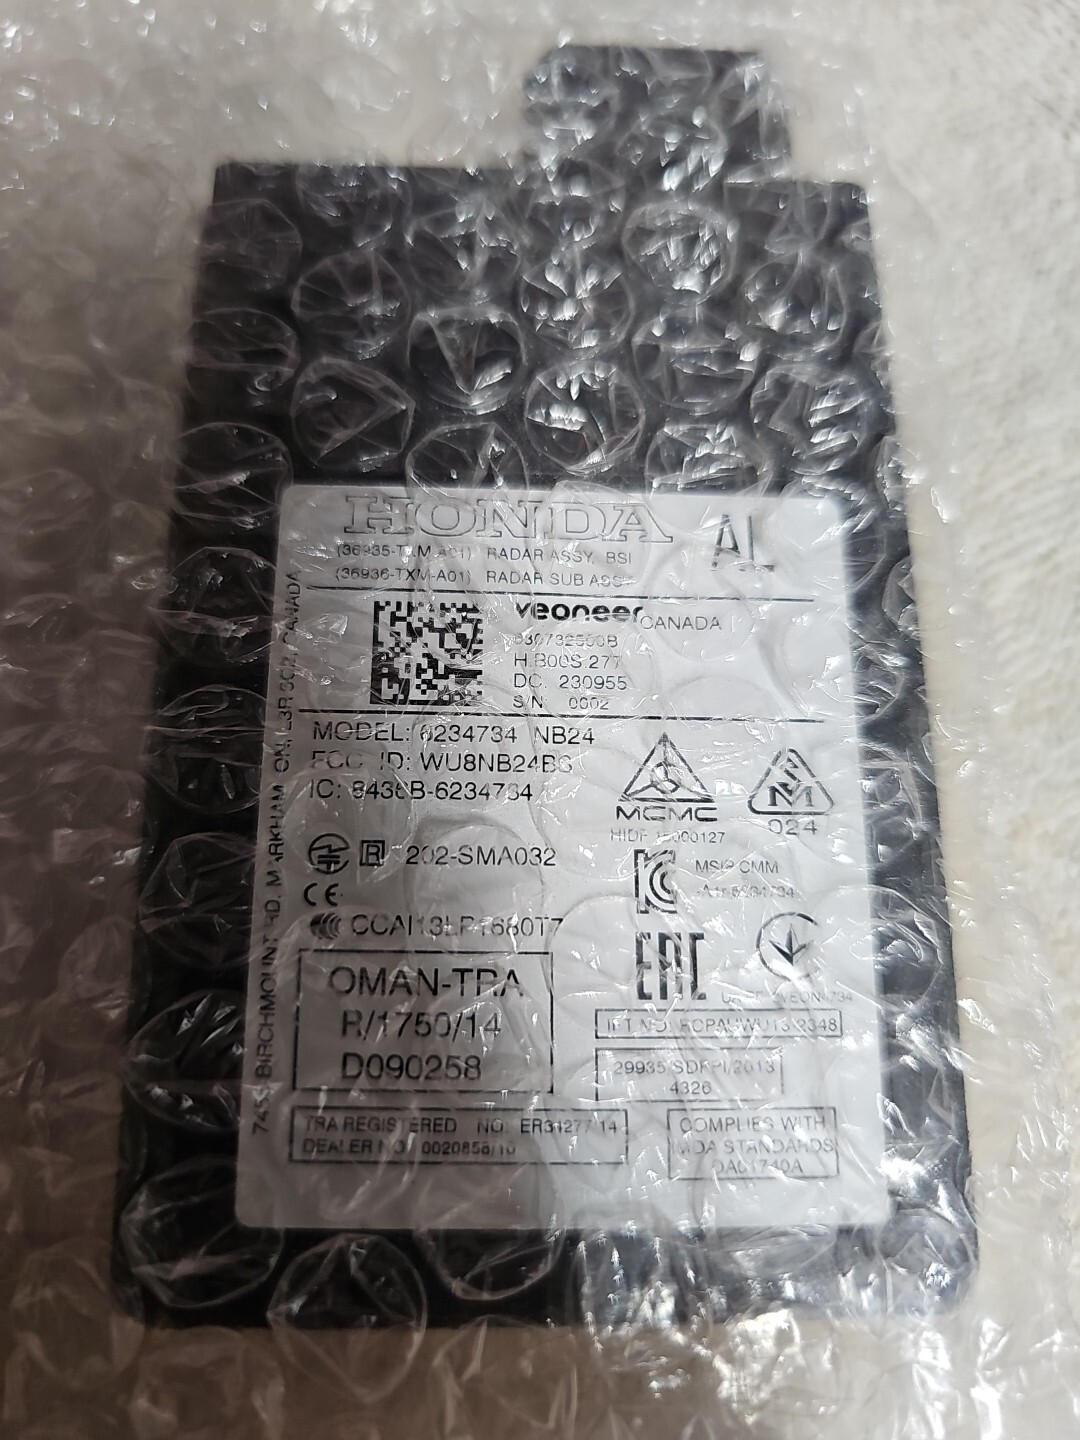 HONDA
AL
(36935-TXM-A01) RADAR ASSY, BSI
(36936-TXM-A01) RADAR SUB ASSY
veoneer CANADA
H.B00S.277
DC: 230955
S/N 0002
MODEL: 6234734 NB24
FCC ID: WU8NB24BS
IC: 8436B-6234734
MCMC
024
R 202-SMA032
MSIP-CMM
CE
OMAN-TRA
R/1750/14
D090258
EAC
29935/SDPPI/2013
4326
TRA REGISTERED NO: ER31277/14
DEALER NO: 0020858/10
COMPLIES WITH
IMDA STANDARDS
7455 BIRCHMOUNT RD, MARKHAM ON, CANADA